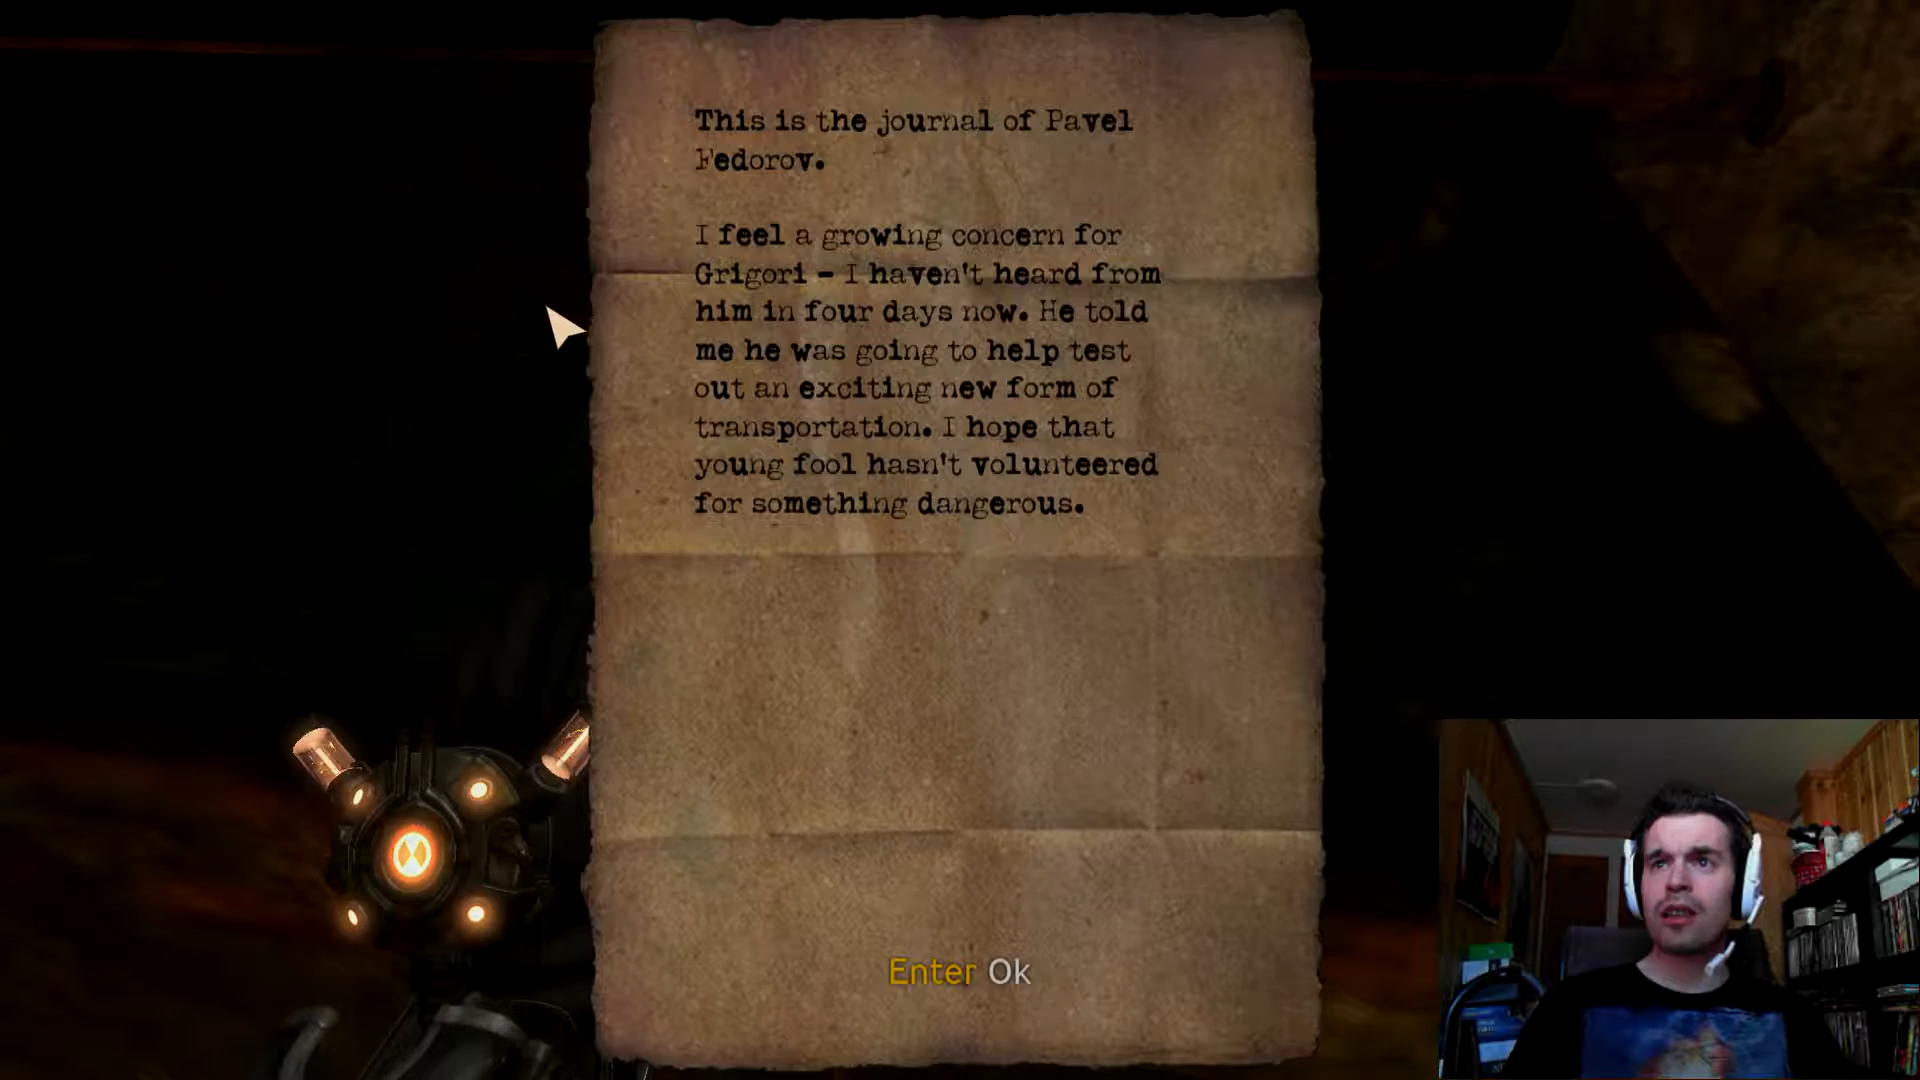 This is the journal of Pavel
Fedorov.
I feel a growing concern for
Grigori - I haven't heard from
him in four days now. He told
me he was going to help test
out an exciting new form of
transportation. I hope that
young fool hasn't volunteered
for something dangerous.
Enter Ok